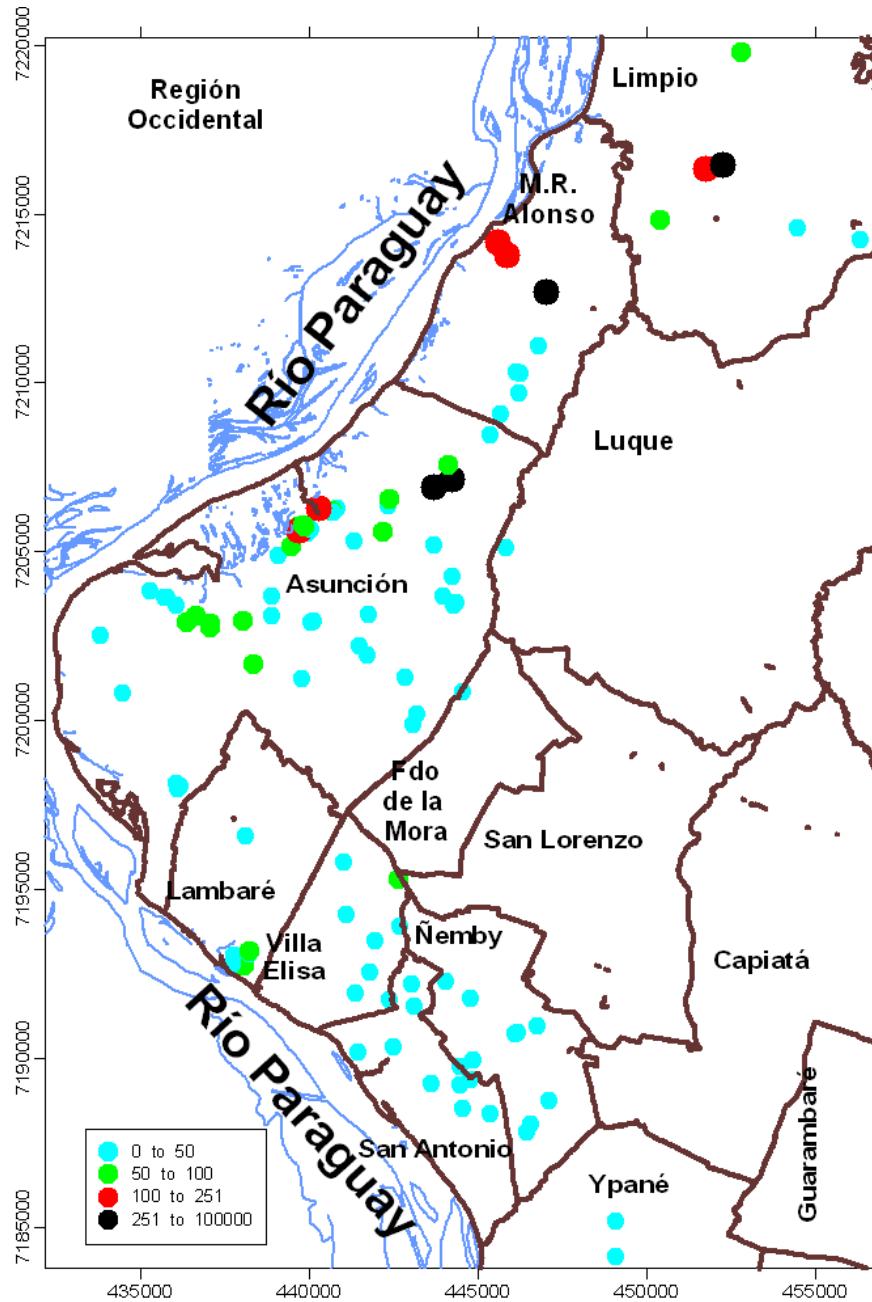 7220000
7215000
7210000
7205000
7200000
7195000
7190000
7185000
Región
Occidental
Limpio
M.R.
Alonso
Río Paraguay
Luque
Asunción
Fdo
de la
Mora
San Lorenzo
Lambaré
Villa
Elisa
Ñemby
Capiatá
Río Paraguay
San Antonio
Ypané
Guarambaré
0 to 50
50 to 100
100 to 251
251 to 100000
435000 440000 445000 450000 455000